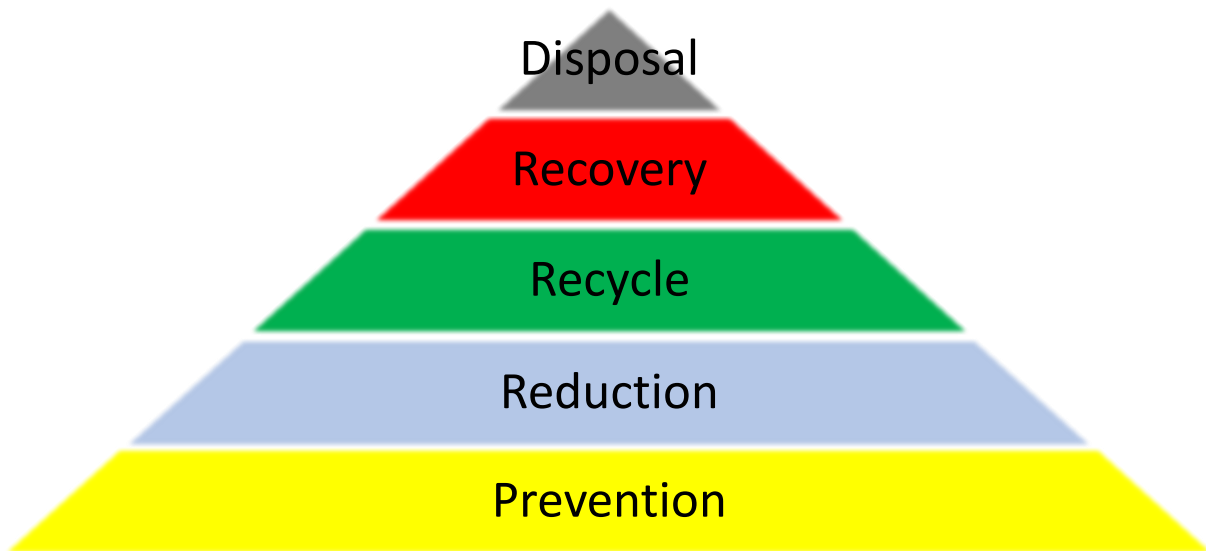 Disposal
Recovery
Recycle
Reduction
Prevention